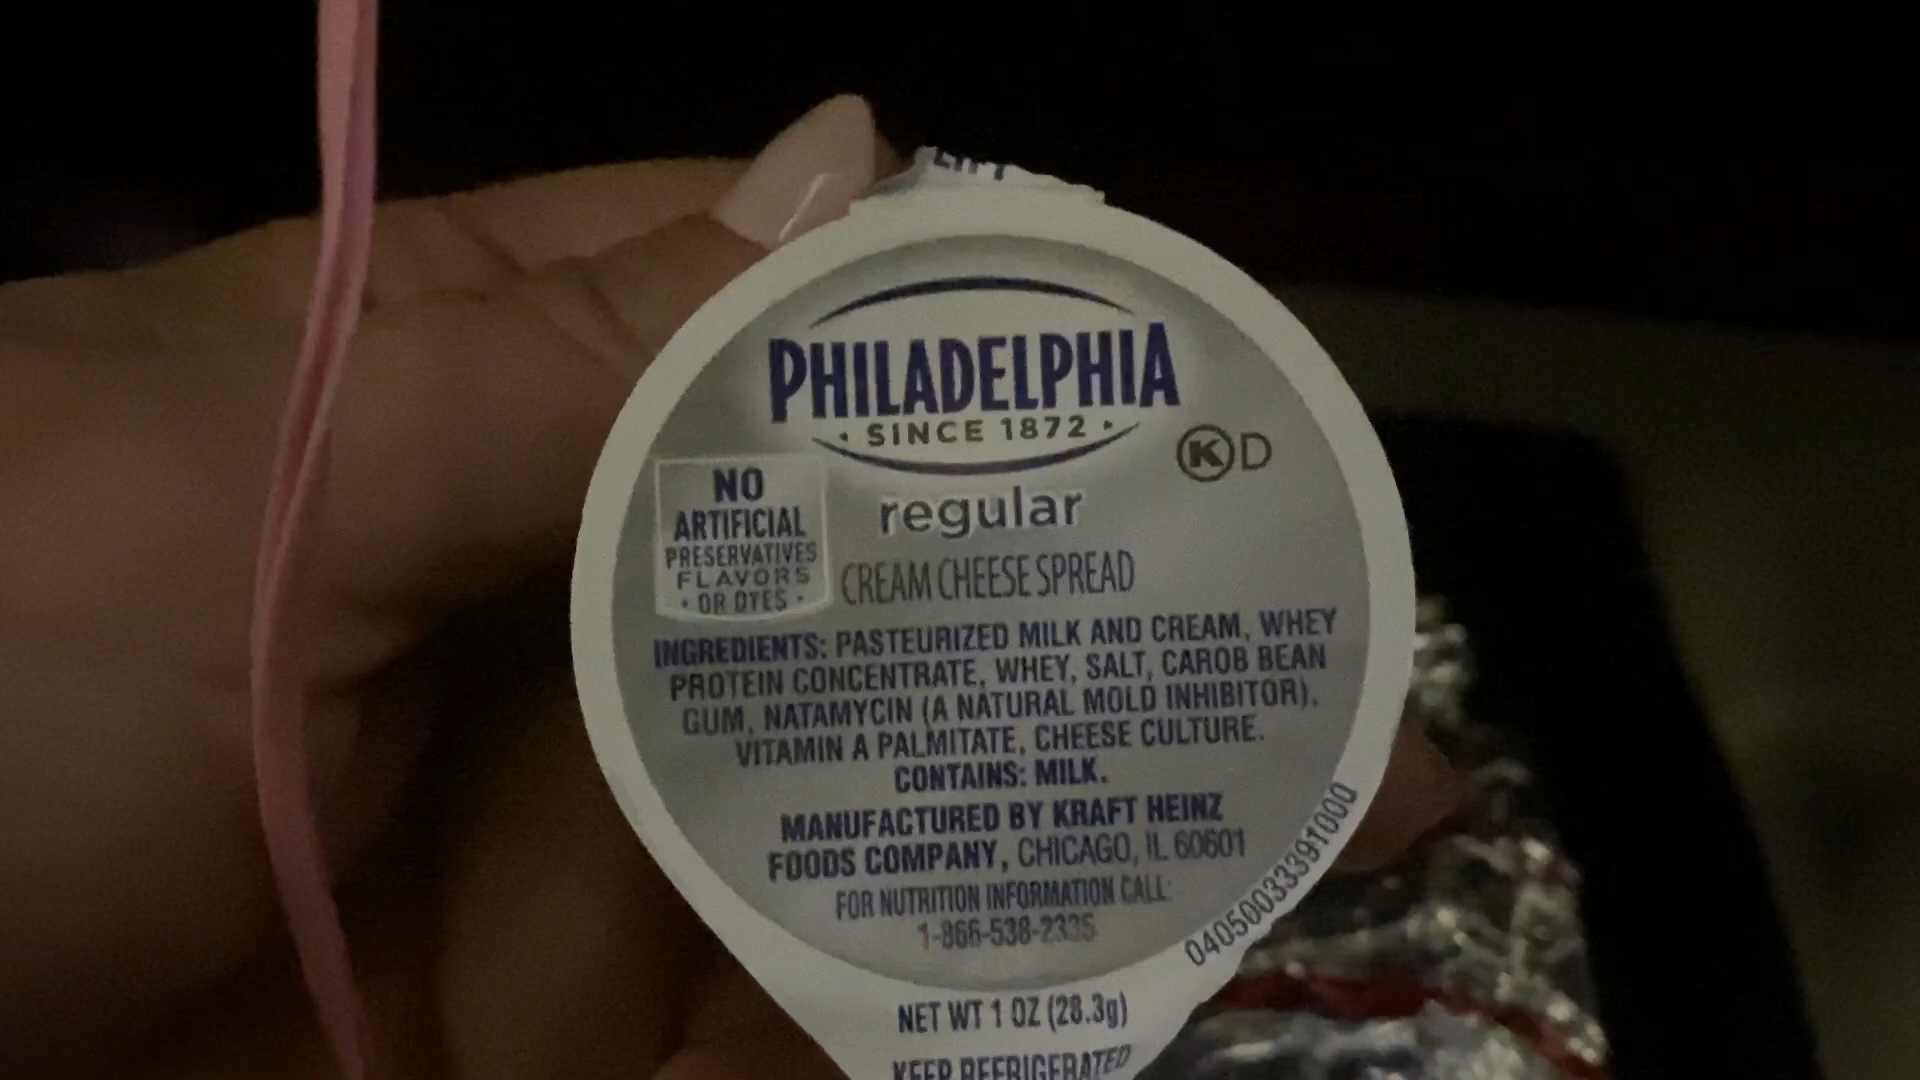 LIFT
PHILADELPHIA
• SINCE 1872 •
K D
NO
ARTIFICIAL
PRESERVATIVES
FLAVORS
• OR DYES •
regular
CREAM CHEESE SPREAD
INGREDIENTS: PASTEURIZED MILK AND CREAM, WHEY
PROTEIN CONCENTRATE, WHEY, SALT, CAROB BEAN
GUM, NATAMYCIN (A NATURAL MOLD INHIBITOR),
VITAMIN A PALMITATE, CHEESE CULTURE.
CONTAINS: MILK.
MANUFACTURED BY KRAFT HEINZ
FOODS COMPANY, CHICAGO, IL 60601
FOR NUTRITION INFORMATION CALL:
1-866-538-2335
04050033391000
NET WT 1 OZ (28.3g)
KEEP REFRIGERATED